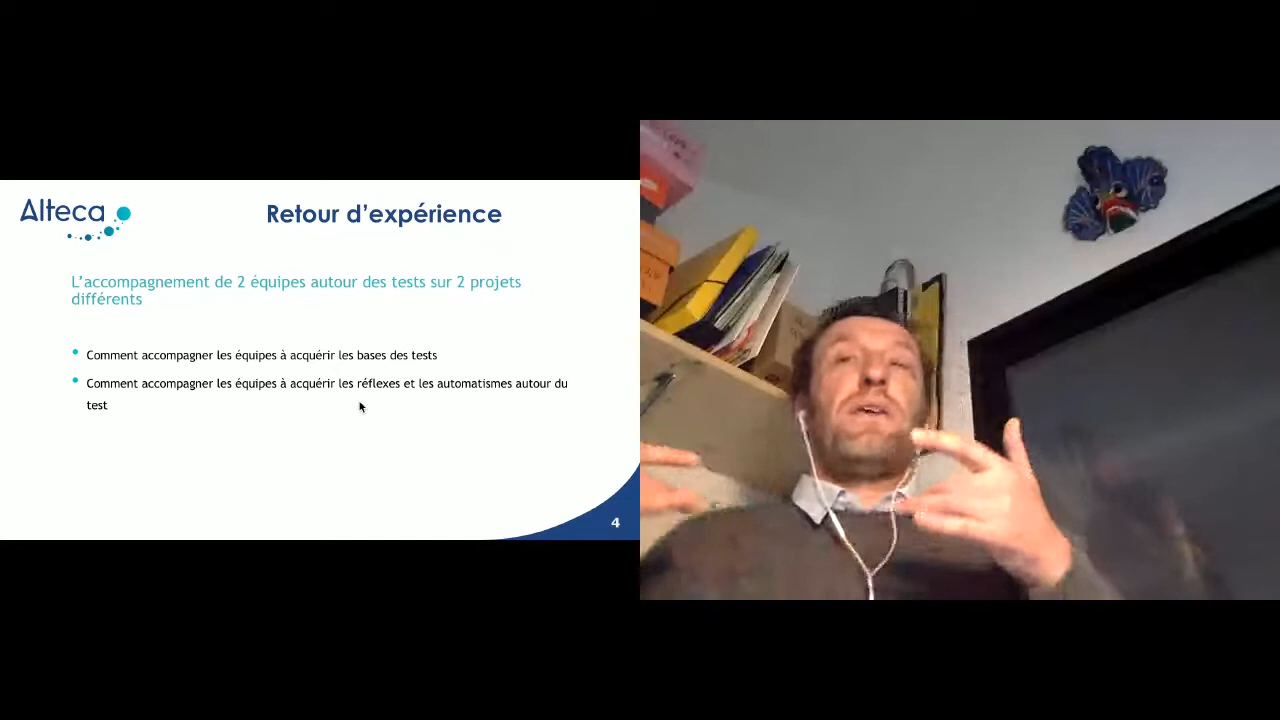 Alteca
Retour d'expérience
L'accompagnement de 2 équipes autour des tests sur 2 projets
différents
• Comment accompagner les équipes à acquérir les bases des tests
• Comment accompagner les équipes à acquérir les réflexes et les automatismes autour du
test
4